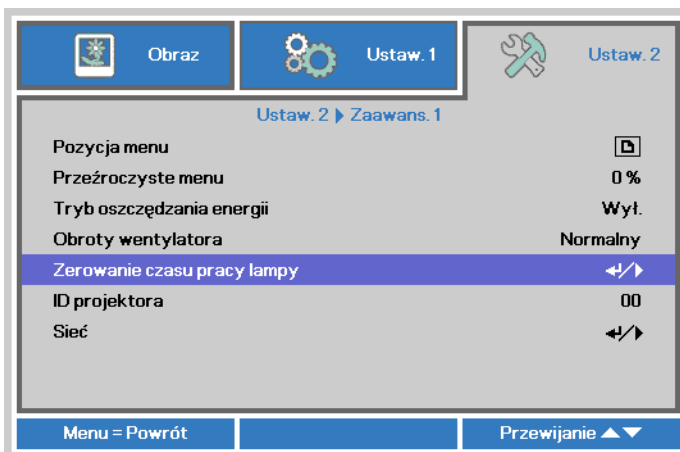 Obraz Ustaw. 1 Ustaw. 2
Ustaw. 2 Zaawans. 1
Pozycja menu
Przeźroczyste menu 0 %
Tryb oszczędzania energii Wył.
Obroty wentylatora Normalny
Zerowanie czasu pracy lampy ↵/▶
ID projektora 00
Sieć ↵/▶
Menu = Powrót Przewijanie ▲▼